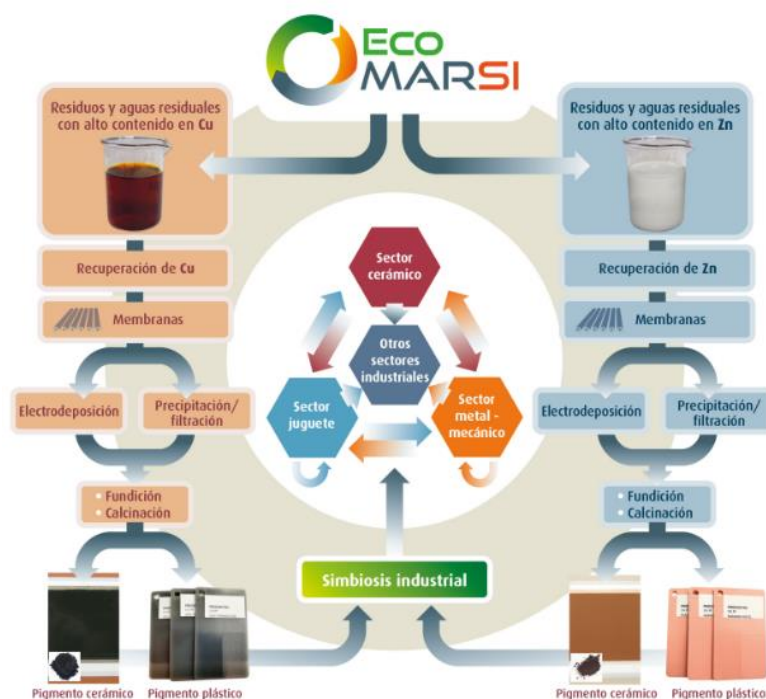 ECO
MARSI
Residuos y aguas residuales
con alto contenido en Cu
Recuperación de Cu
Membranas
Electrodeposición
Precipitación/
filtración
• Fundición
• Calcinación
Pigmento cerámico
Pigmento plástico
Sector
cerámico
Otros
sectores
industriales
Sector
juguete
Sector
metal -
mecánico
Simbiosis industrial
Residuos y aguas residuales
con alto contenido en Zn
Recuperación de Zn
Membranas
Electrodeposición
Precipitación/
filtración
• Fundición
• Calcinación
Pigmento cerámico
Pigmento plástico